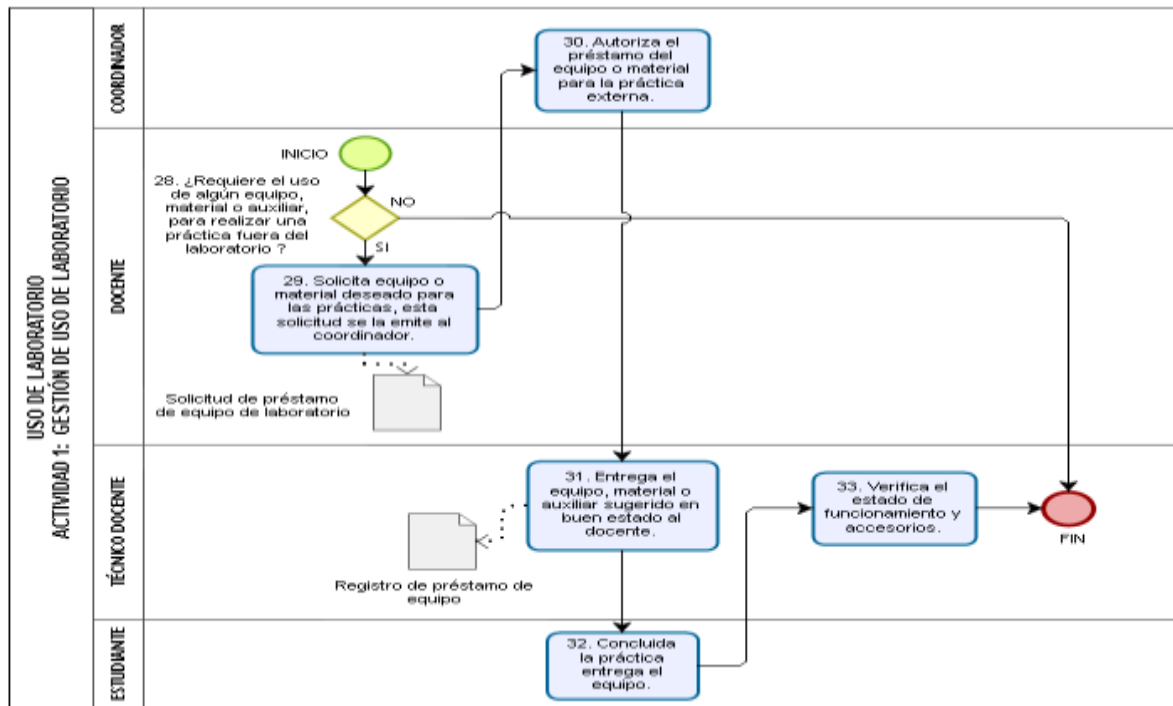 USO DE LABORATORIO
ACTIVIDAD 1: GESTIÓN DE USO DE LABORATORIO
COORDINADOR
30. Autoriza el
préstamo del
equipo o material
para la práctica
externa.
DOCENTE
INICIO
28. ¿Requiere el uso
de algún equipo,
material o auxiliar,
para realizar una
práctica fuera del
laboratorio ?
NO
SI
29. Solicita equipo o
material deseado para
las prácticas, esta
solicitud se la emite al
coordinador.
Solicitud de préstamo
de equipo de laboratorio
TÉCNICO DOCENTE
31. Entrega el
equipo, material o
auxiliar sugerido en
buen estado al
docente.
Registro de préstamo de
equipo
33. Verifica el
estado de
funcionamiento y
accesorios.
FIN
ESTUDIANTE
32. Concluida
la práctica
entrega el
equipo.